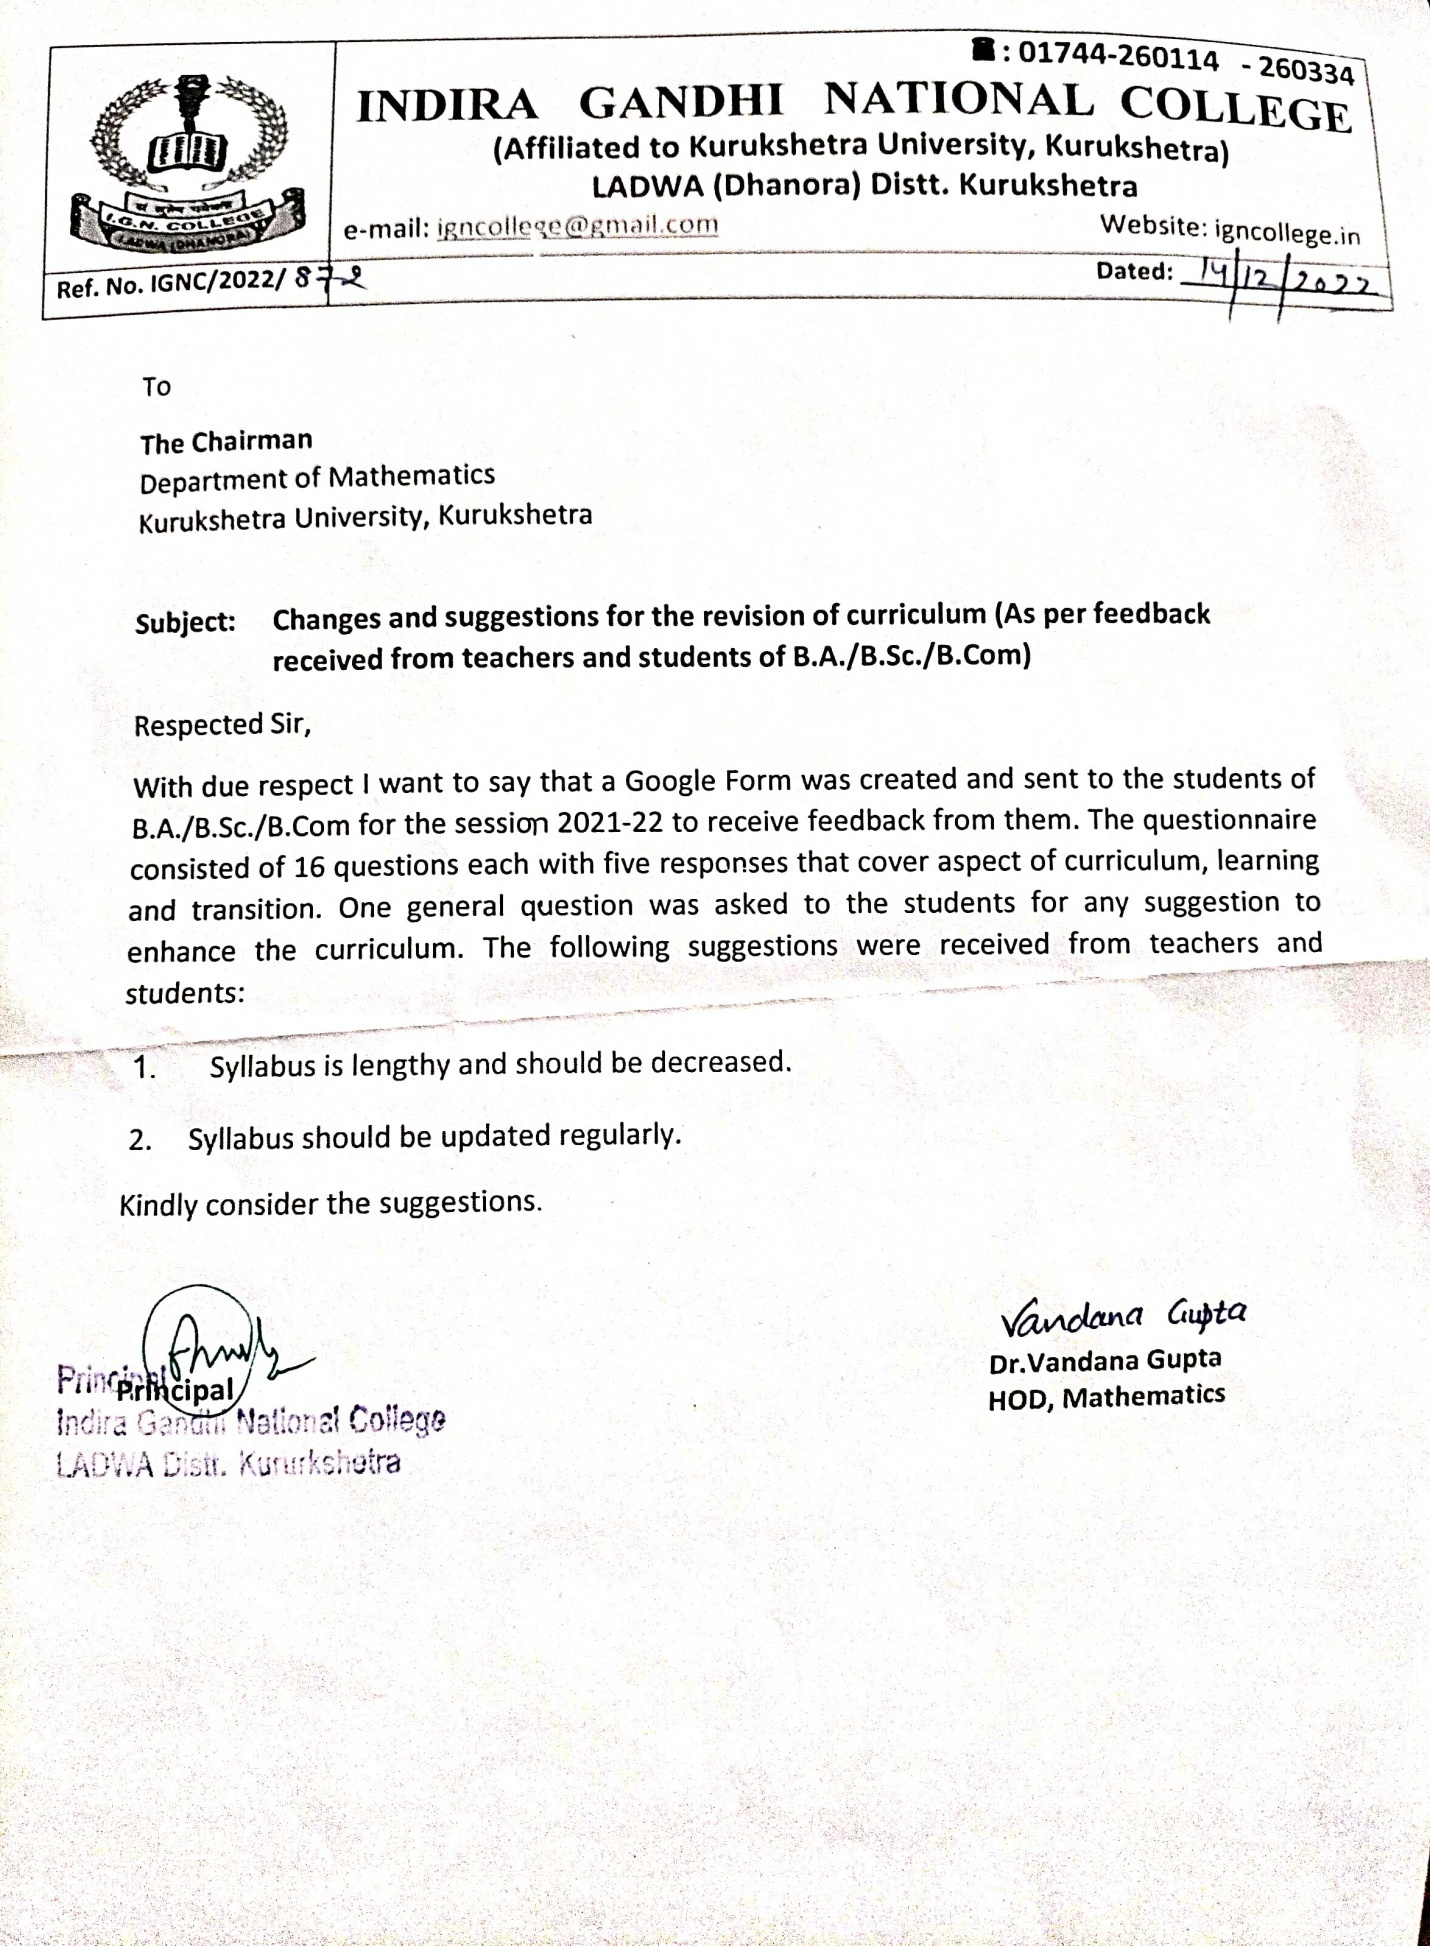 ☎: 01744-260114 - 260334
INDIRA GANDHI NATIONAL COLLEGE
(Affiliated to Kurukshetra University, Kurukshetra)
LADWA (Dhanora) Distt. Kurukshetra
e-mail: igncollege@gmail.com Website: igncollege.in
I.G.N. COLLEGE
LADWA (DHANORA)
Ref. No. IGNC/2022/ 872 Dated: 14/12/2022
To
The Chairman
Department of Mathematics
Kurukshetra University, Kurukshetra
Subject: Changes and suggestions for the revision of curriculum (As per feedback
received from teachers and students of B.A./B.Sc./B.Com)
Respected Sir,
With due respect I want to say that a Google Form was created and sent to the students of
B.A./B.Sc./B.Com for the session 2021-22 to receive feedback from them. The questionnaire
consisted of 16 questions each with five responses that cover aspect of curriculum, learning
and transition. One general question was asked to the students for any suggestion to
enhance the curriculum. The following suggestions were received from teachers and
students:
1. Syllabus is lengthy and should be decreased.
2. Syllabus should be updated regularly.
Kindly consider the suggestions.
Vandana Gupta
Dr.Vandana Gupta
HOD, Mathematics
Principal
Principal
Indira Gandhi National College
LADWA Distt. Kururkshetra